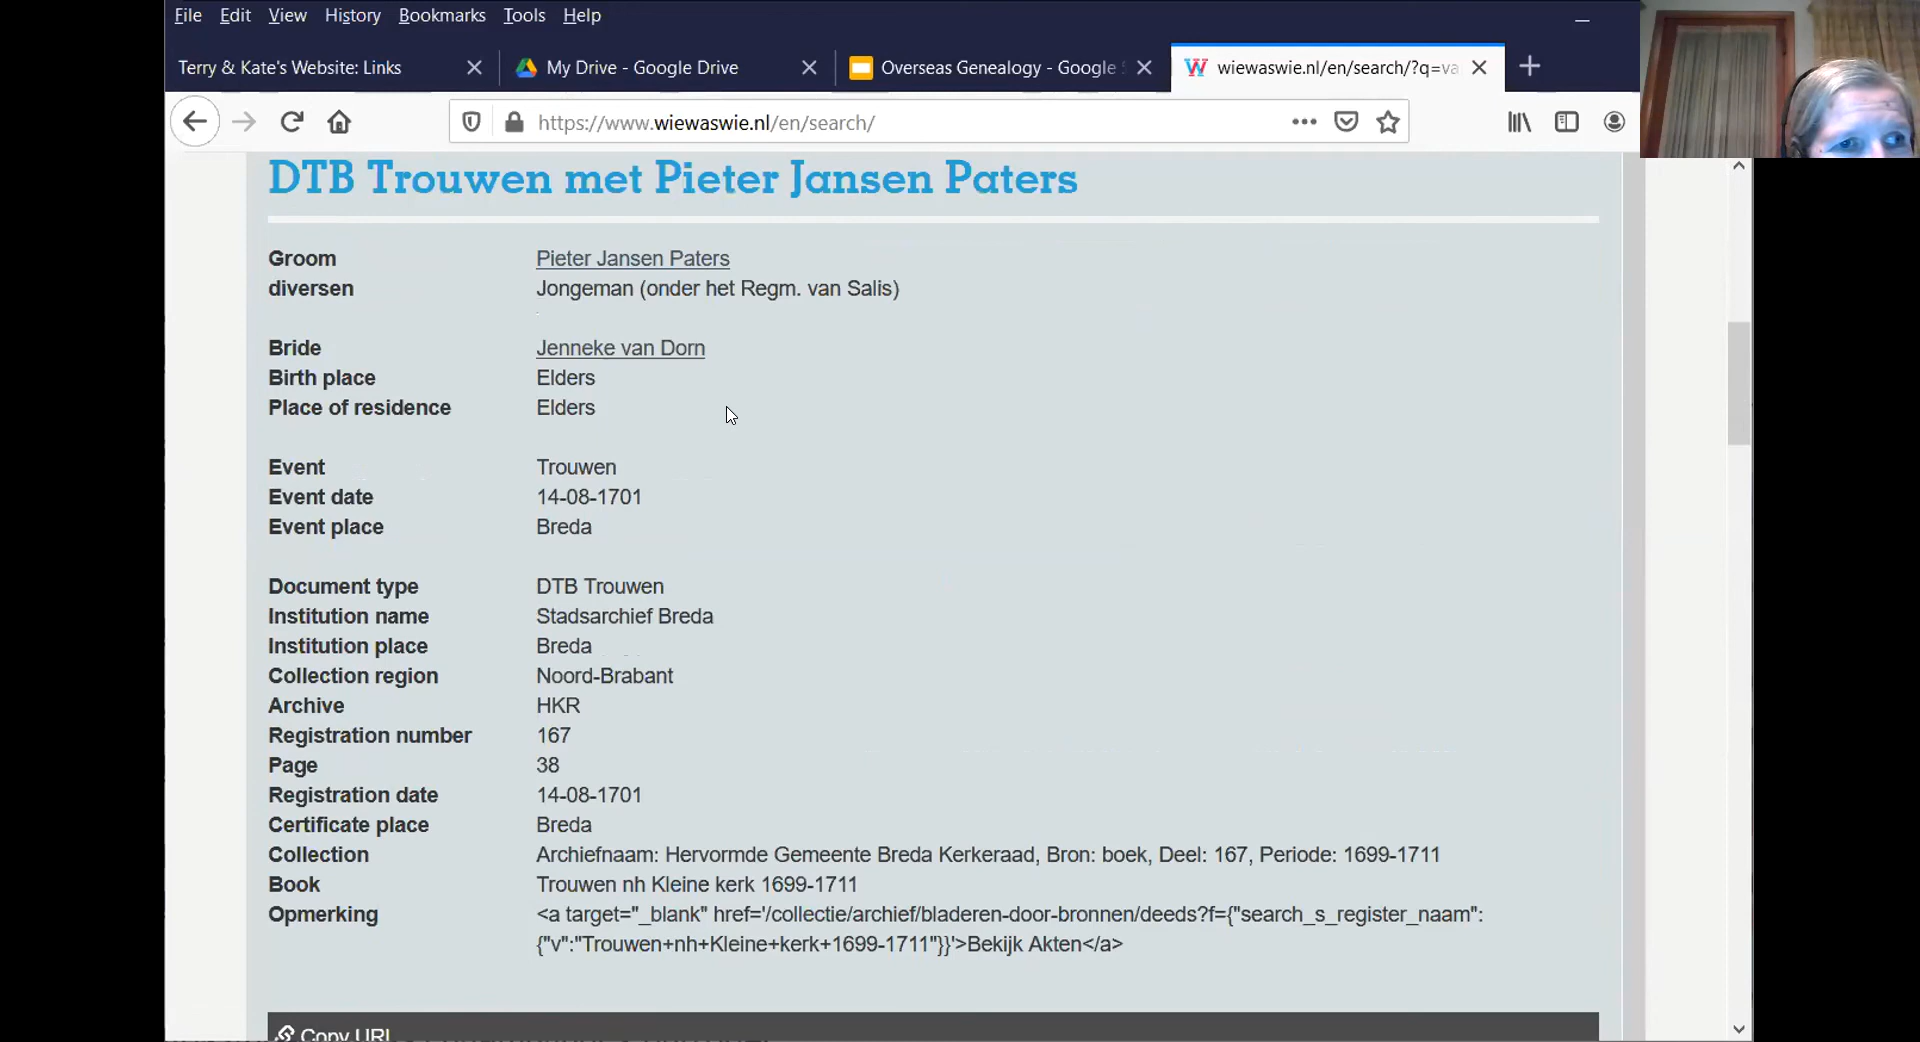 File Edit View History Bookmarks Tools Help
Terry & Kate's Website: Links My Drive - Google Drive Overseas Genealogy - Google wiewaswie.nl/en/search/?q=va
https://www.wiewaswie.nl/en/search/
DTB Trouwen met Pieter Jansen Paters
Groom Pieter Jansen Paters
diversen Jongeman (onder het Regm. van Salis)
Bride Jenneke van Dorn
Birth place Elders
Place of residence Elders
Event Trouwen
Event date 14-08-1701
Event place Breda
Document type DTB Trouwen
Institution name Stadsarchief Breda
Institution place Breda
Collection region Noord-Brabant
Archive HKR
Registration number 167
Page 38
Registration date 14-08-1701
Certificate place Breda
Collection Archiefnaam: Hervormde Gemeente Breda Kerkeraad, Bron: boek, Deel: 167, Periode: 1699-1711
Book Trouwen nh Kleine kerk 1699-1711
Opmerking <a target="_blank" href='/collectie/archief/bladeren-door-bronnen/deeds?f={"search_s_register_naam":
{"v":"Trouwen+nh+Kleine+kerk+1699-1711"}}'>Bekijk Akten</a>
Copy URL